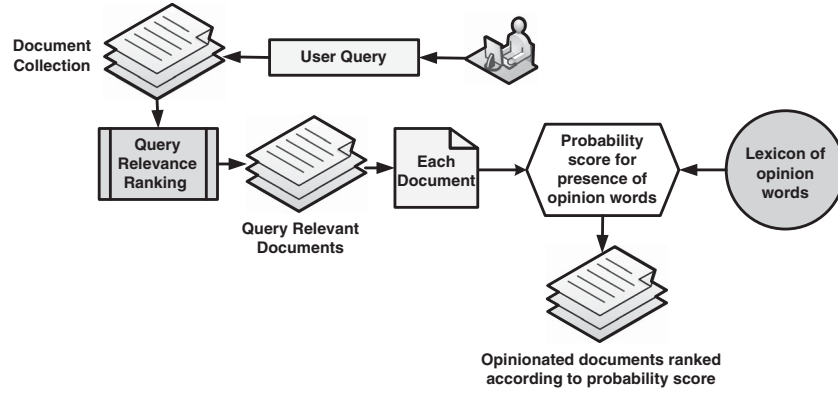 Document
Collection
User Query
Query
Relevance
Ranking
Query Relevant
Documents
Each
Document
Probability
score for
presence of
opinion words
Lexicon of
opinion
words
Opinionated documents ranked
according to probability score